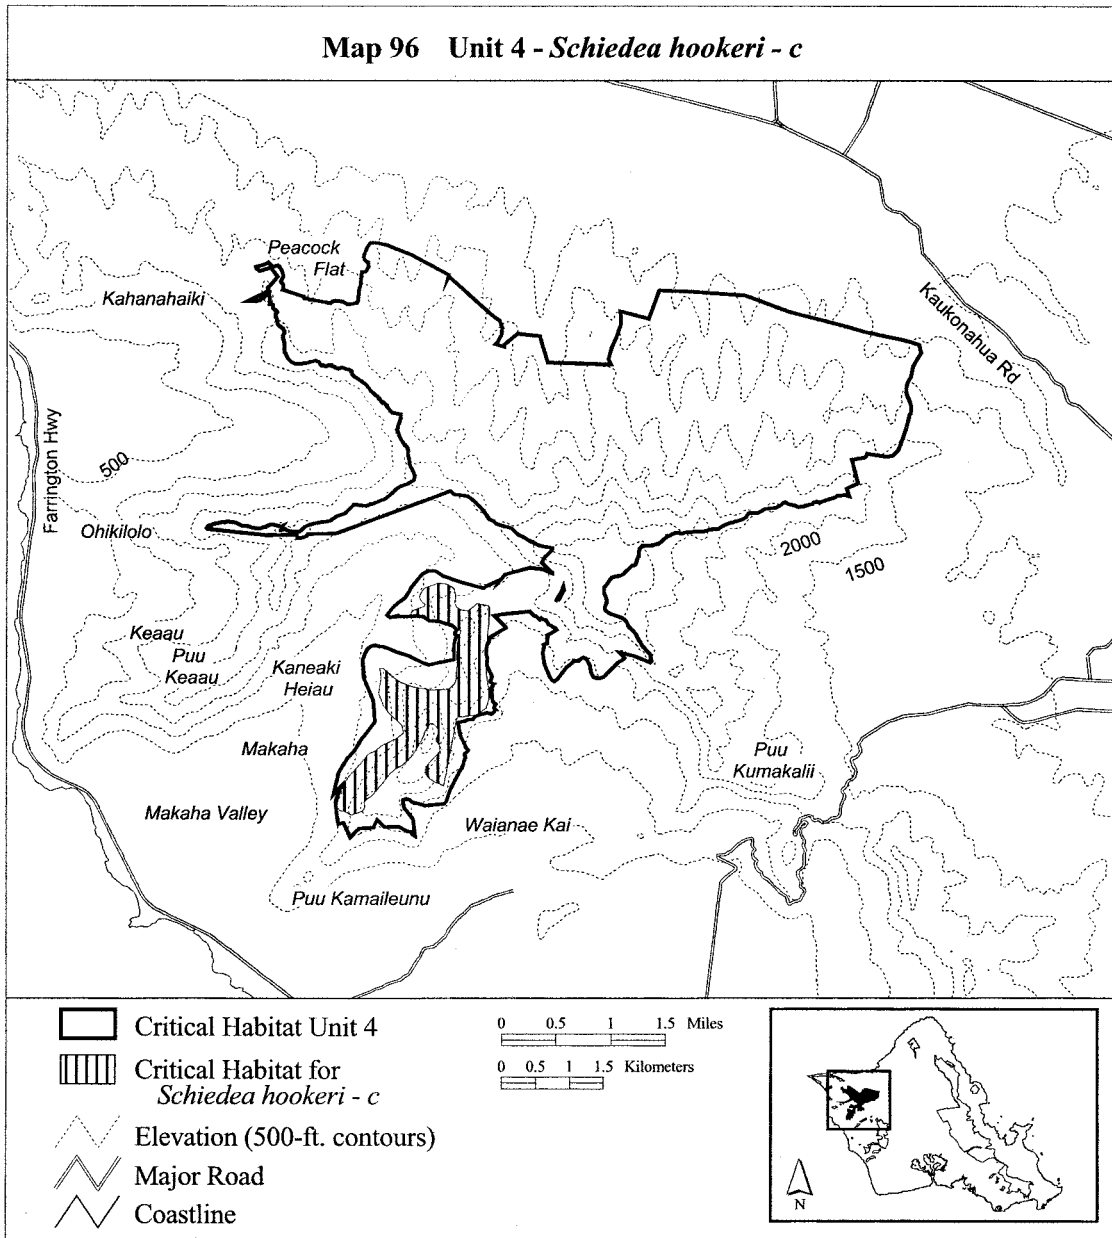 Map 96 Unit 4 - Schiedea hookeri - c
Peacock
Flat
Kahanahaiki
Kaukonahua Rd
Farrington Hwy
500
Ohikilolo
2000
1500
Keaau
Puu
Keaau
Kaneaki
Heiau
Makaha
Puu
Kumakalii
Makaha Valley
Waianae Kai
Puu Kamaileunu
Critical Habitat Unit 4
Critical Habitat for
Schiedea hookeri - c
Elevation (500-ft. contours)
Major Road
Coastline
0 0.5 1 1.5 Miles
0 0.5 1 1.5 Kilometers
N